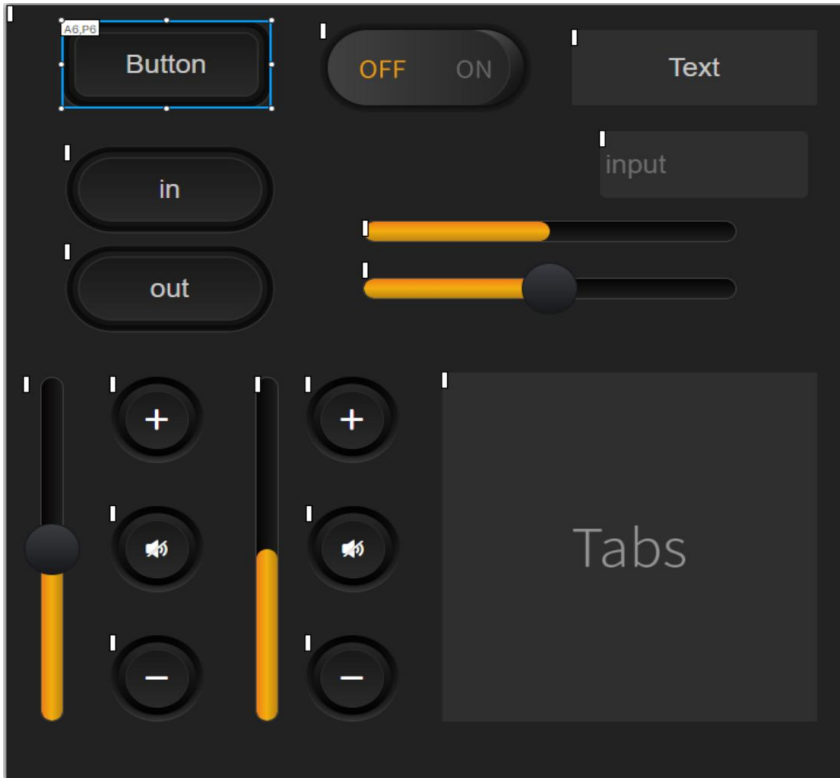 A6,P6
Button
OFF ON
Text
in
input
out
+
+
Tabs
−
−